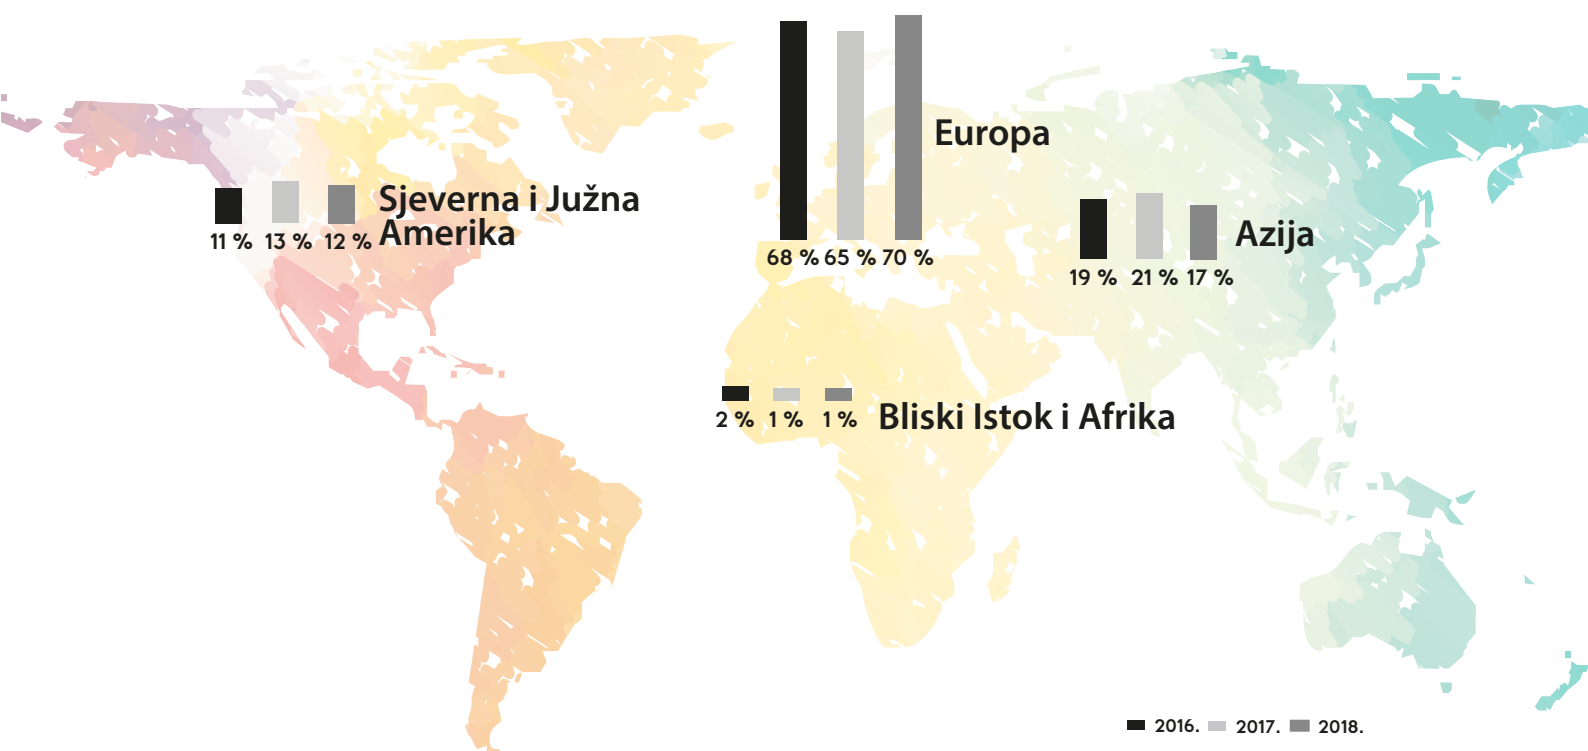 Europa
68 % 65 % 70 %
Sjeverna i Južna
Amerika
11 % 13 % 12 %
Azija
19 % 21 % 17 %
Bliski Istok i Afrika
2 % 1 % 1 %
2016. 2017. 2018.